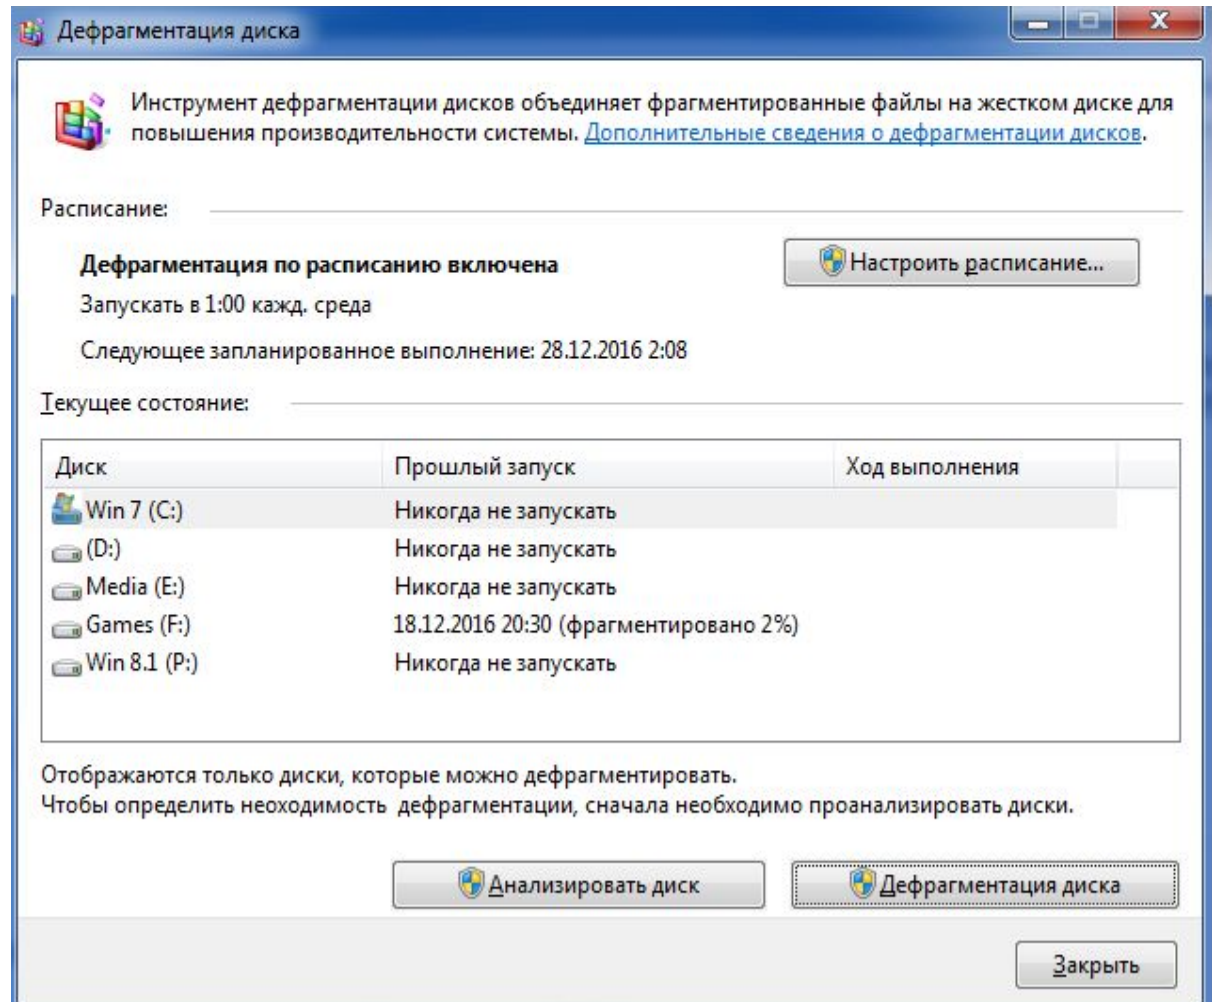 Дефрагментация диска
Инструмент дефрагментации дисков объединяет фрагментированные файлы на жестком диске для
повышения производительности системы. Дополнительные сведения о дефрагментации дисков.
Расписание:
Дефрагментация по расписанию включена
Настроить расписание...
Запускать в 1:00 кажд. среда
Следующее запланированное выполнение: 28.12.2016 2:08
Текущее состояние:
Диск Прошлый запуск Ход выполнения
Win 7 (C:) Никогда не запускать
(D:) Никогда не запускать
Media (E:) Никогда не запускать
Games (F:) 18.12.2016 20:30 (фрагментировано 2%)
Win 8.1 (P:) Никогда не запускать
Отображаются только диски, которые можно дефрагментировать.
Чтобы определить неоходимость дефрагментации, сначала необходимо проанализировать диски.
Анализировать диск Дефрагментация диска
Закрыть